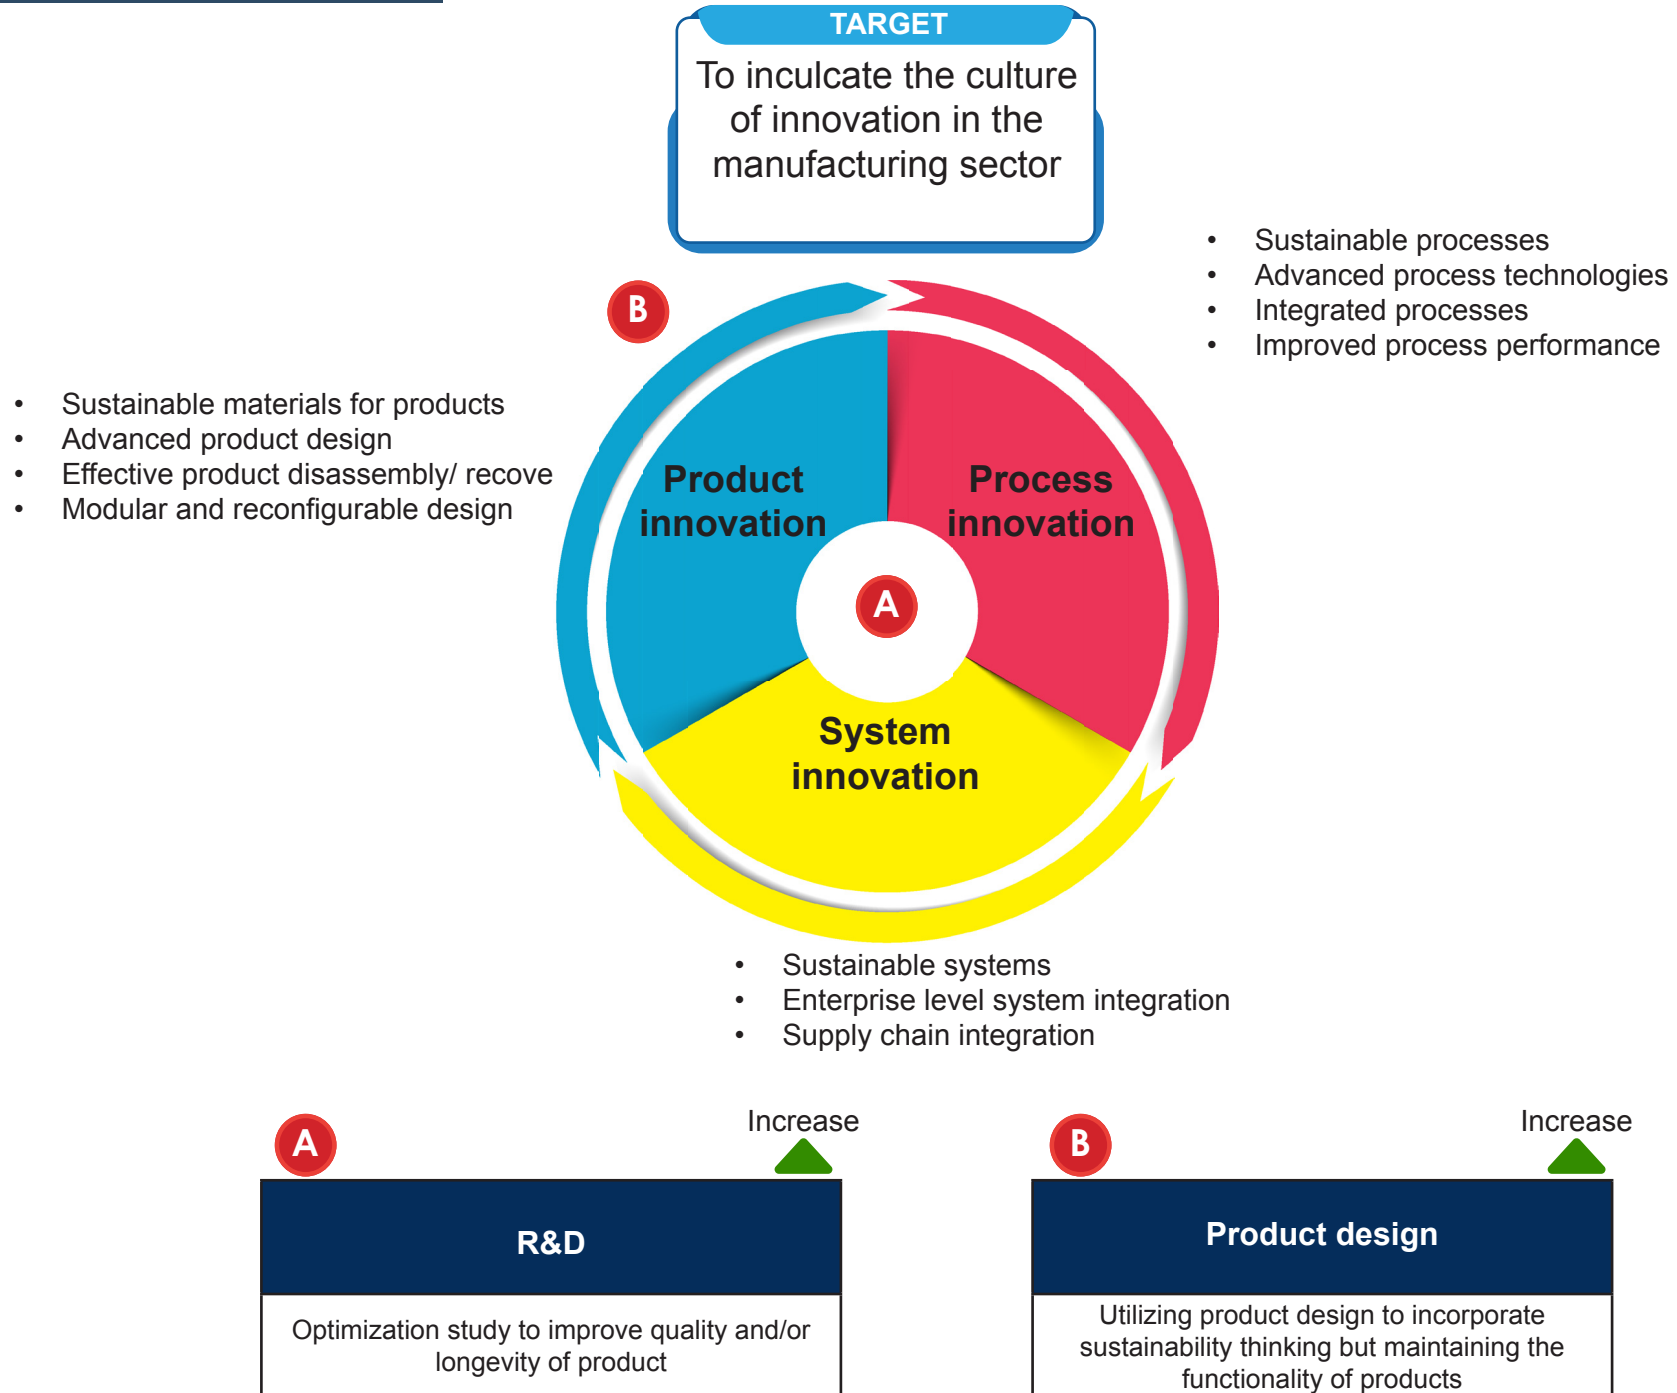 TARGET
To inculcate the culture
of innovation in the
manufacturing sector
• Sustainable processes
• Advanced process technologies
• Integrated processes
• Improved process performance
B
• Sustainable materials for products
• Advanced product design
• Effective product disassembly/ recove
• Modular and reconfigurable design
Product
innovation
Process
innovation
A
System
innovation
• Sustainable systems
• Enterprise level system integration
• Supply chain integration
A
Increase
R&D
Optimization study to improve quality and/or
longevity of product
B
Increase
Product design
Utilizing product design to incorporate
sustainability thinking but maintaining the
functionality of products